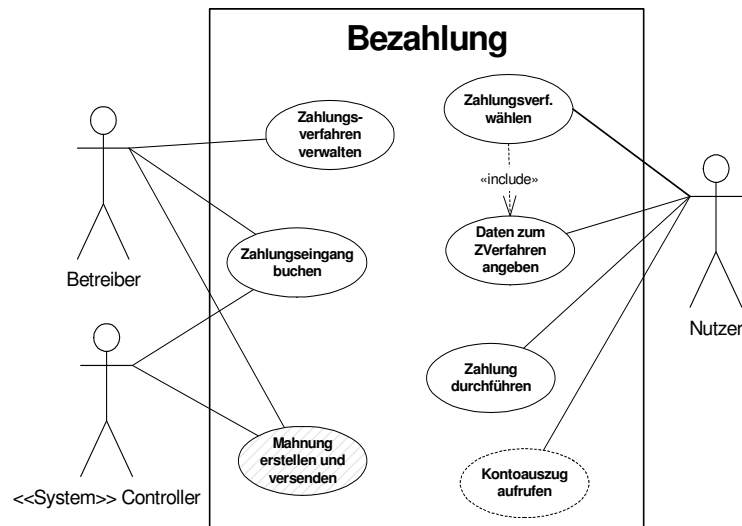 Bezahlung
Zahlungs-
verfahren
verwalten
Zahlungsverf.
wählen
«include»
Daten zum
ZVerfahren
angeben
Zahlungseingang
buchen
Betreiber
Nutzer
Zahlung
durchführen
Mahnung
erstellen und
versenden
Kontoauszug
aufrufen
<<System>> Controller